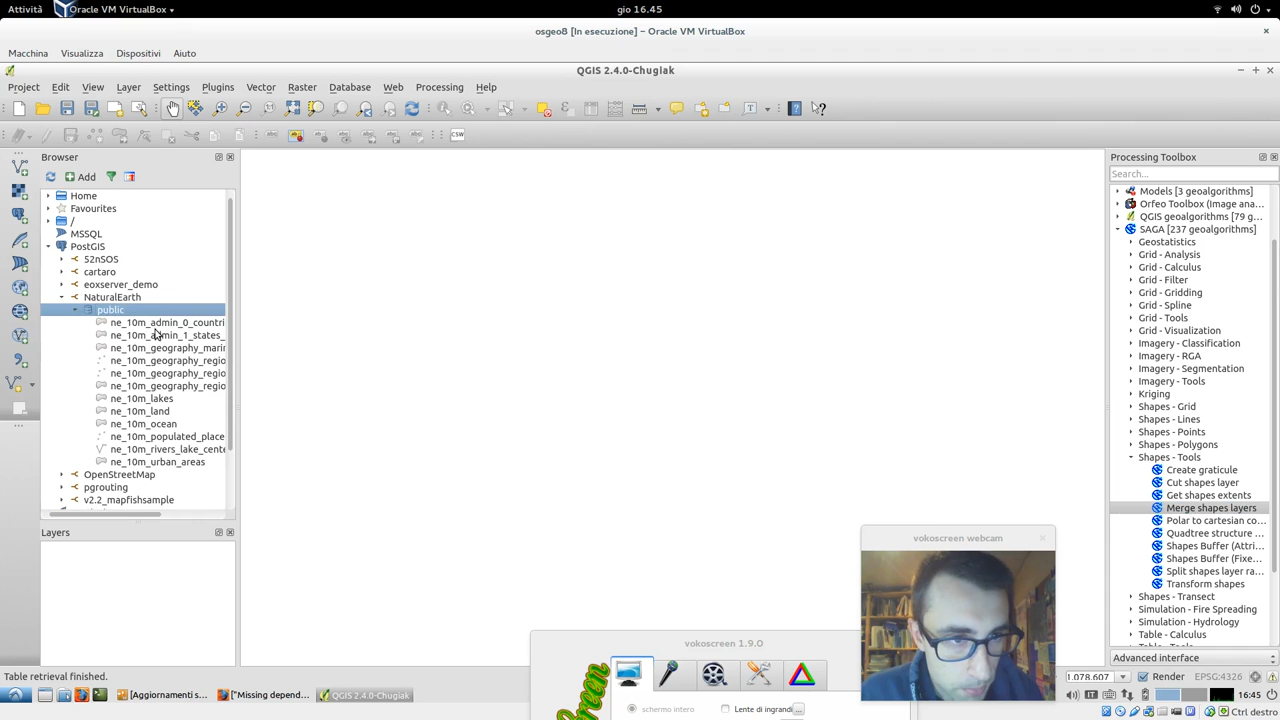 Attività Oracle VM VirtualBox gio 16.45
osgeo8 [In esecuzione] – Oracle VM VirtualBox
Macchina Visualizza Dispositivi Aiuto
QGIS 2.4.0-Chugiak
Project Edit View Layer Settings Plugins Vector Raster Database Web Processing Help
CSW
Browser
Add
Home
Favourites
/
MSSQL
PostGIS
52nSOS
cartaro
eoxserver_demo
NaturalEarth
public
ne_10m_admin_0_countri
ne_10m_admin_1_states_
ne_10m_geography_marin
ne_10m_geography_regio
ne_10m_geography_regio
ne_10m_geography_regio
ne_10m_lakes
ne_10m_land
ne_10m_ocean
ne_10m_populated_place
ne_10m_rivers_lake_cente
ne_10m_urban_areas
OpenStreetMap
pgrouting
v2.2_mapfishsample
Layers
Processing Toolbox
Search...
Models [3 geoalgorithms]
Orfeo Toolbox (Image ana...
QGIS geoalgorithms [79 g...
SAGA [237 geoalgorithms]
Geostatistics
Grid - Analysis
Grid - Calculus
Grid - Filter
Grid - Gridding
Grid - Spline
Grid - Tools
Grid - Visualization
Imagery - Classification
Imagery - RGA
Imagery - Segmentation
Imagery - Tools
Kriging
Shapes - Grid
Shapes - Lines
Shapes - Points
Shapes - Polygons
Shapes - Tools
Create graticule
Cut shapes layer
Get shapes extents
Merge shapes layers
Polar to cartesian co...
Quadtree structure ...
Shapes Buffer (Attri...
Shapes Buffer (Fixe...
Split shapes layer ra...
Transform shapes
Shapes - Transect
Simulation - Fire Spreading
Simulation - Hydrology
Table - Calculus
Advanced interface
vokoscreen webcam
vokoscreen 1.9.0
schermo intero Lente di ingrandi ...
Table retrieval finished.
1.078.607 Render EPSG:4326
[Aggiornamenti s... ["Missing depend... QGIS 2.4.0-Chugiak
IT 16:45
Ctrl destro